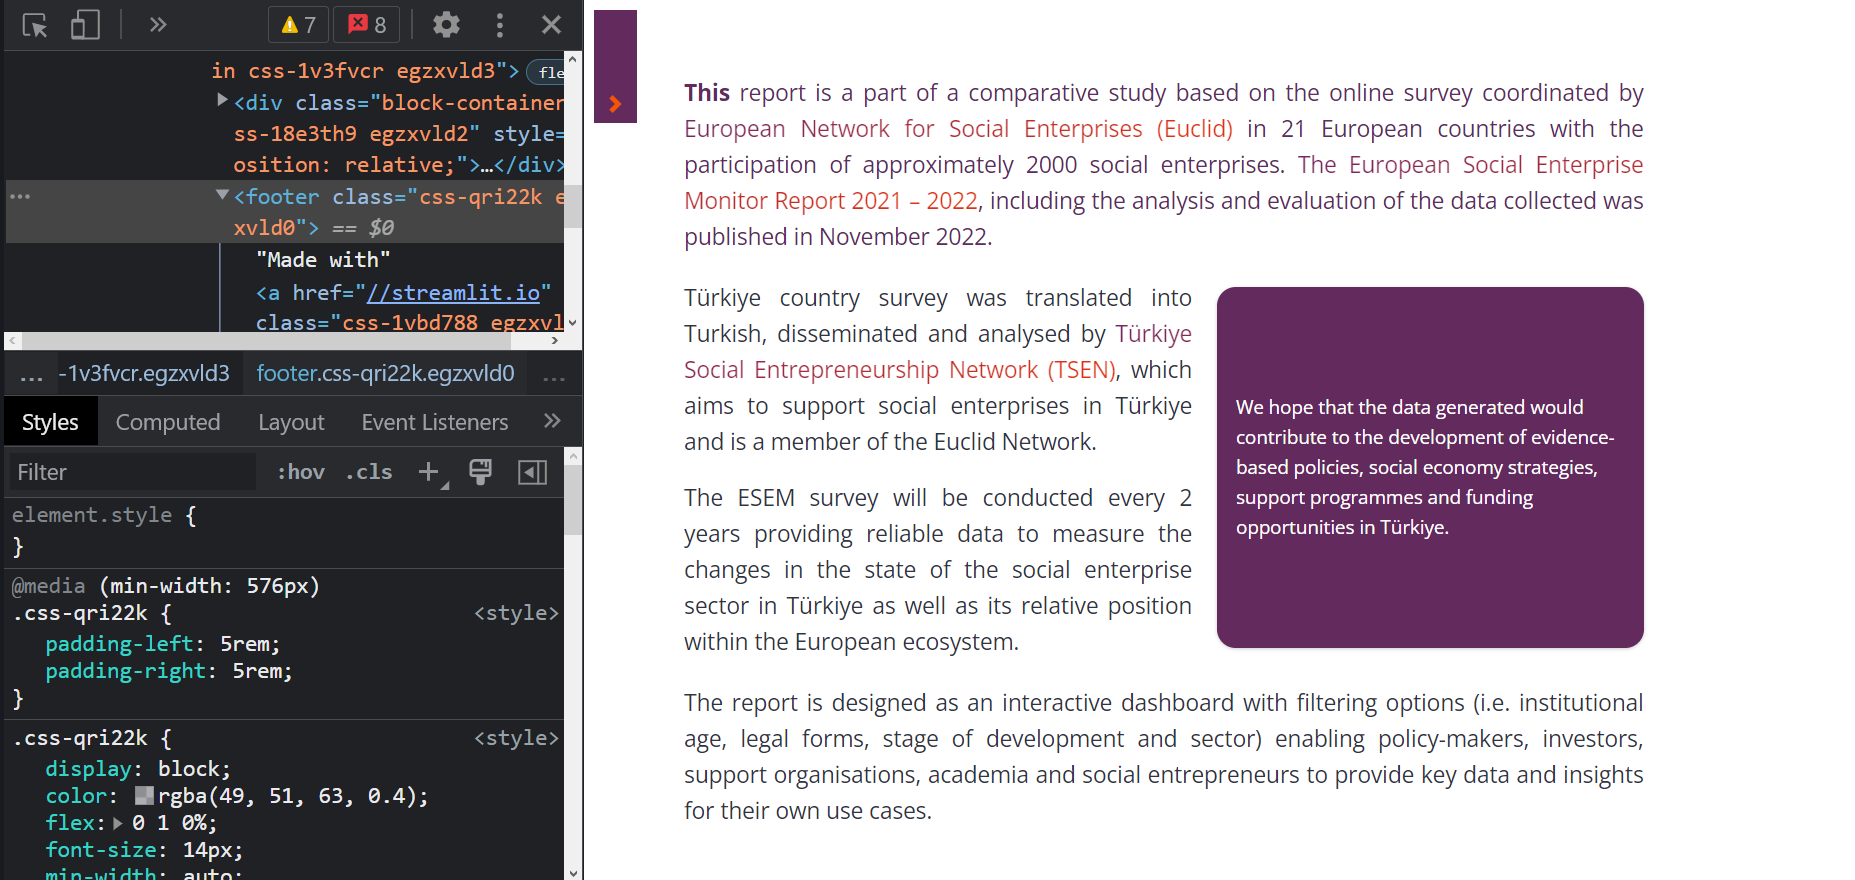 7
8
in css-1v3fvcr egzxvld3"> fle
<div class="block-container
ss-18e3th9 egzxvld2" style=
osition: relative;">…</div>
<footer class="css-qri22k e
xvld0"> == $0
"Made with"
<a href="//streamlit.io"
class="css-1vbd788 egzxvl
... -1v3fvcr.egzxvld3 footer.css-qri22k.egzxvld0 ...
Styles Computed Layout Event Listeners
Filter :hov .cls
element.style {
}
@media (min-width: 576px)
.css-qri22k { <style>
padding-left: 5rem;
padding-right: 5rem;
}
.css-qri22k { <style>
display: block;
color: rgba(49, 51, 63, 0.4);
flex: 0 1 0%;
font-size: 14px;
min-width: auto;
This report is a part of a comparative study based on the online survey coordinated by
European Network for Social Enterprises (Euclid) in 21 European countries with the
participation of approximately 2000 social enterprises. The European Social Enterprise
Monitor Report 2021 – 2022, including the analysis and evaluation of the data collected was
published in November 2022.
Türkiye country survey was translated into
Turkish, disseminated and analysed by Türkiye
Social Entrepreneurship Network (TSEN), which
aims to support social enterprises in Türkiye
and is a member of the Euclid Network.
The ESEM survey will be conducted every 2
years providing reliable data to measure the
changes in the state of the social enterprise
sector in Türkiye as well as its relative position
within the European ecosystem.
We hope that the data generated would
contribute to the development of evidence-
based policies, social economy strategies,
support programmes and funding
opportunities in Türkiye.
The report is designed as an interactive dashboard with filtering options (i.e. institutional
age, legal forms, stage of development and sector) enabling policy-makers, investors,
support organisations, academia and social entrepreneurs to provide key data and insights
for their own use cases.